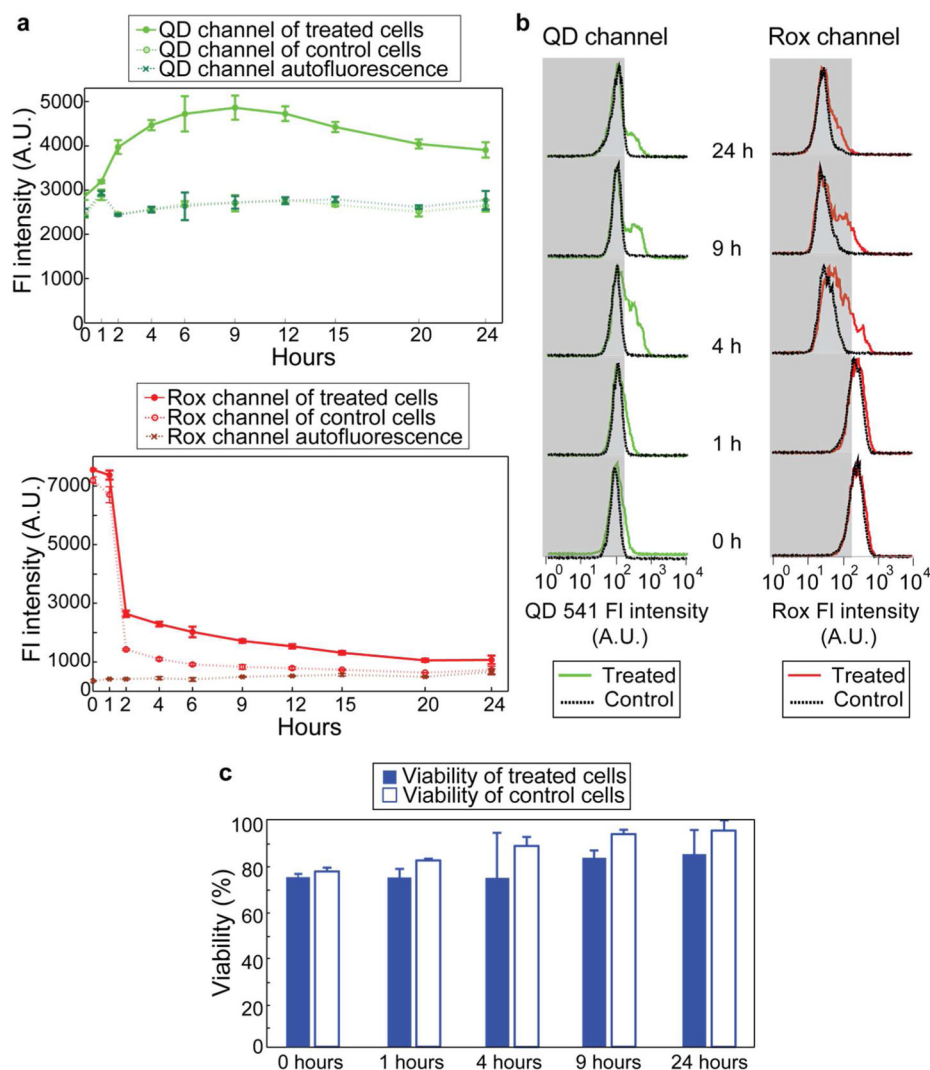 a
QD channel of treated cells
QD channel of control cells
QD channel autofluorescence
5000
4000
3000
2000
1000
0
FI intensity (A.U.)
0 1 2 4 6 9 12 15 20 24
Hours
Rox channel of treated cells
Rox channel of control cells
Rox channel autofluorescence
7000
5000
3000
1000
0
FI intensity (A.U.)
0 1 2 4 6 9 12 15 20 24
Hours
b
QD channel
Rox channel
24 h
9 h
4 h
1 h
0 h
10⁰ 10¹ 10² 10³ 10⁴
QD 541 FI intensity
(A.U.)
Treated
Control
10⁰ 10¹ 10² 10³ 10⁴
Rox FI intensity
(A.U.)
Treated
Control
c
Viability of treated cells
Viability of control cells
100
80
60
40
20
0
Viability (%)
0 hours 1 hours 4 hours 9 hours 24 hours